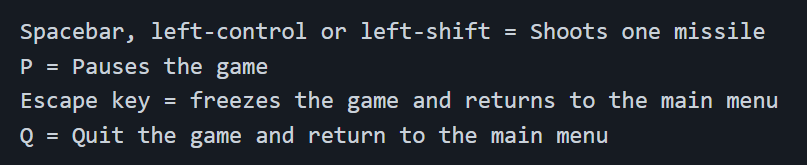 Spacebar, left-control or left-shift = Shoots one missile
P = Pauses the game
Escape key = freezes the game and returns to the main menu
Q = Quit the game and return to the main menu